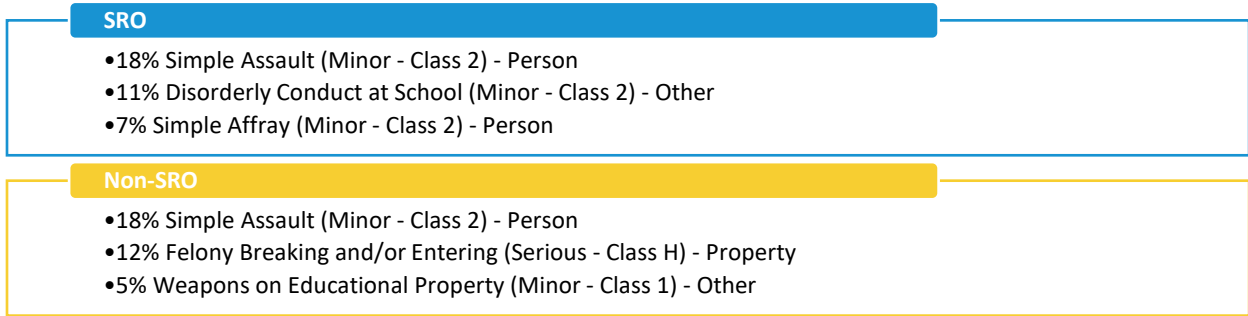 SRO
•18% Simple Assault (Minor - Class 2) - Person
•11% Disorderly Conduct at School (Minor - Class 2) - Other
•7% Simple Affray (Minor - Class 2) - Person
Non-SRO
•18% Simple Assault (Minor - Class 2) - Person
•12% Felony Breaking and/or Entering (Serious - Class H) - Property
•5% Weapons on Educational Property (Minor - Class 1) - Other